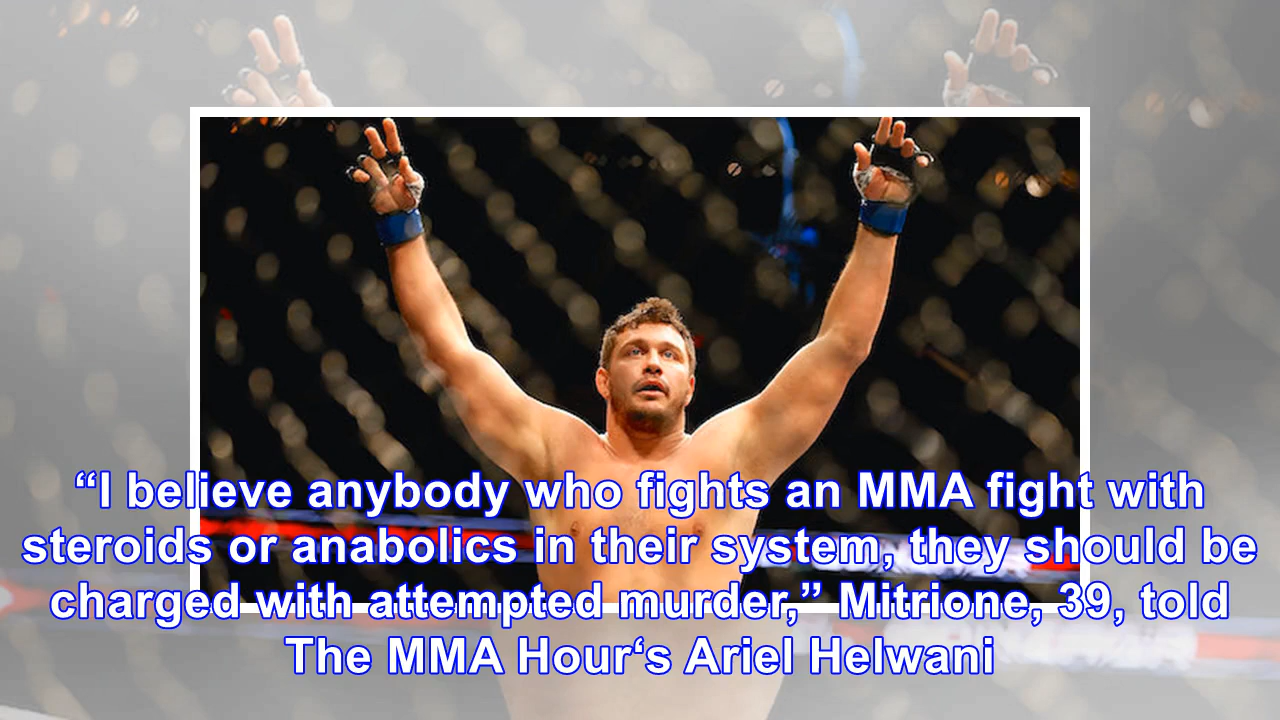 “I believe anybody who fights an MMA fight with
steroids or anabolics in their system, they should be
charged with attempted murder,” Mitrione, 39, told
The MMA Hour‘s Ariel Helwani